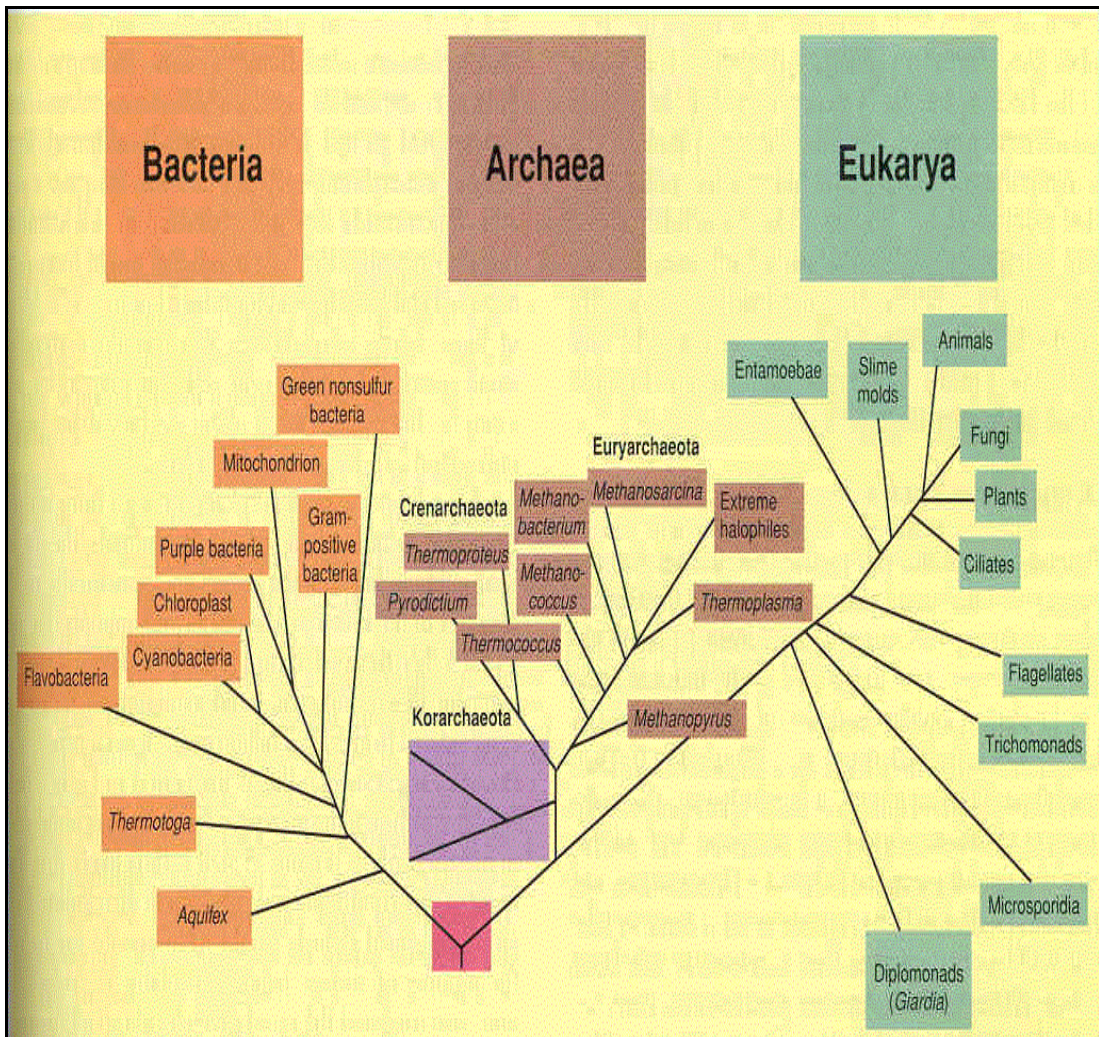 Bacteria
Archaea
Eukarya
Green nonsulfur
bacteria
Mitochondrion
Gram-
positive
bacteria
Purple bacteria
Chloroplast
Cyanobacteria
Flavobacteria
Thermotoga
Aquifex
Crenarchaeota
Thermoproteus
Pyrodictium
Thermococcus
Korarchaeota
Euryarchaeota
Methano-
bacterium
Methanosarcina
Methano-
coccus
Extreme
halophiles
Thermoplasma
Methanopyrus
Entamoebae
Slime
molds
Animals
Fungi
Plants
Ciliates
Flagellates
Trichomonads
Microsporidia
Diplomonads
(Giardia)